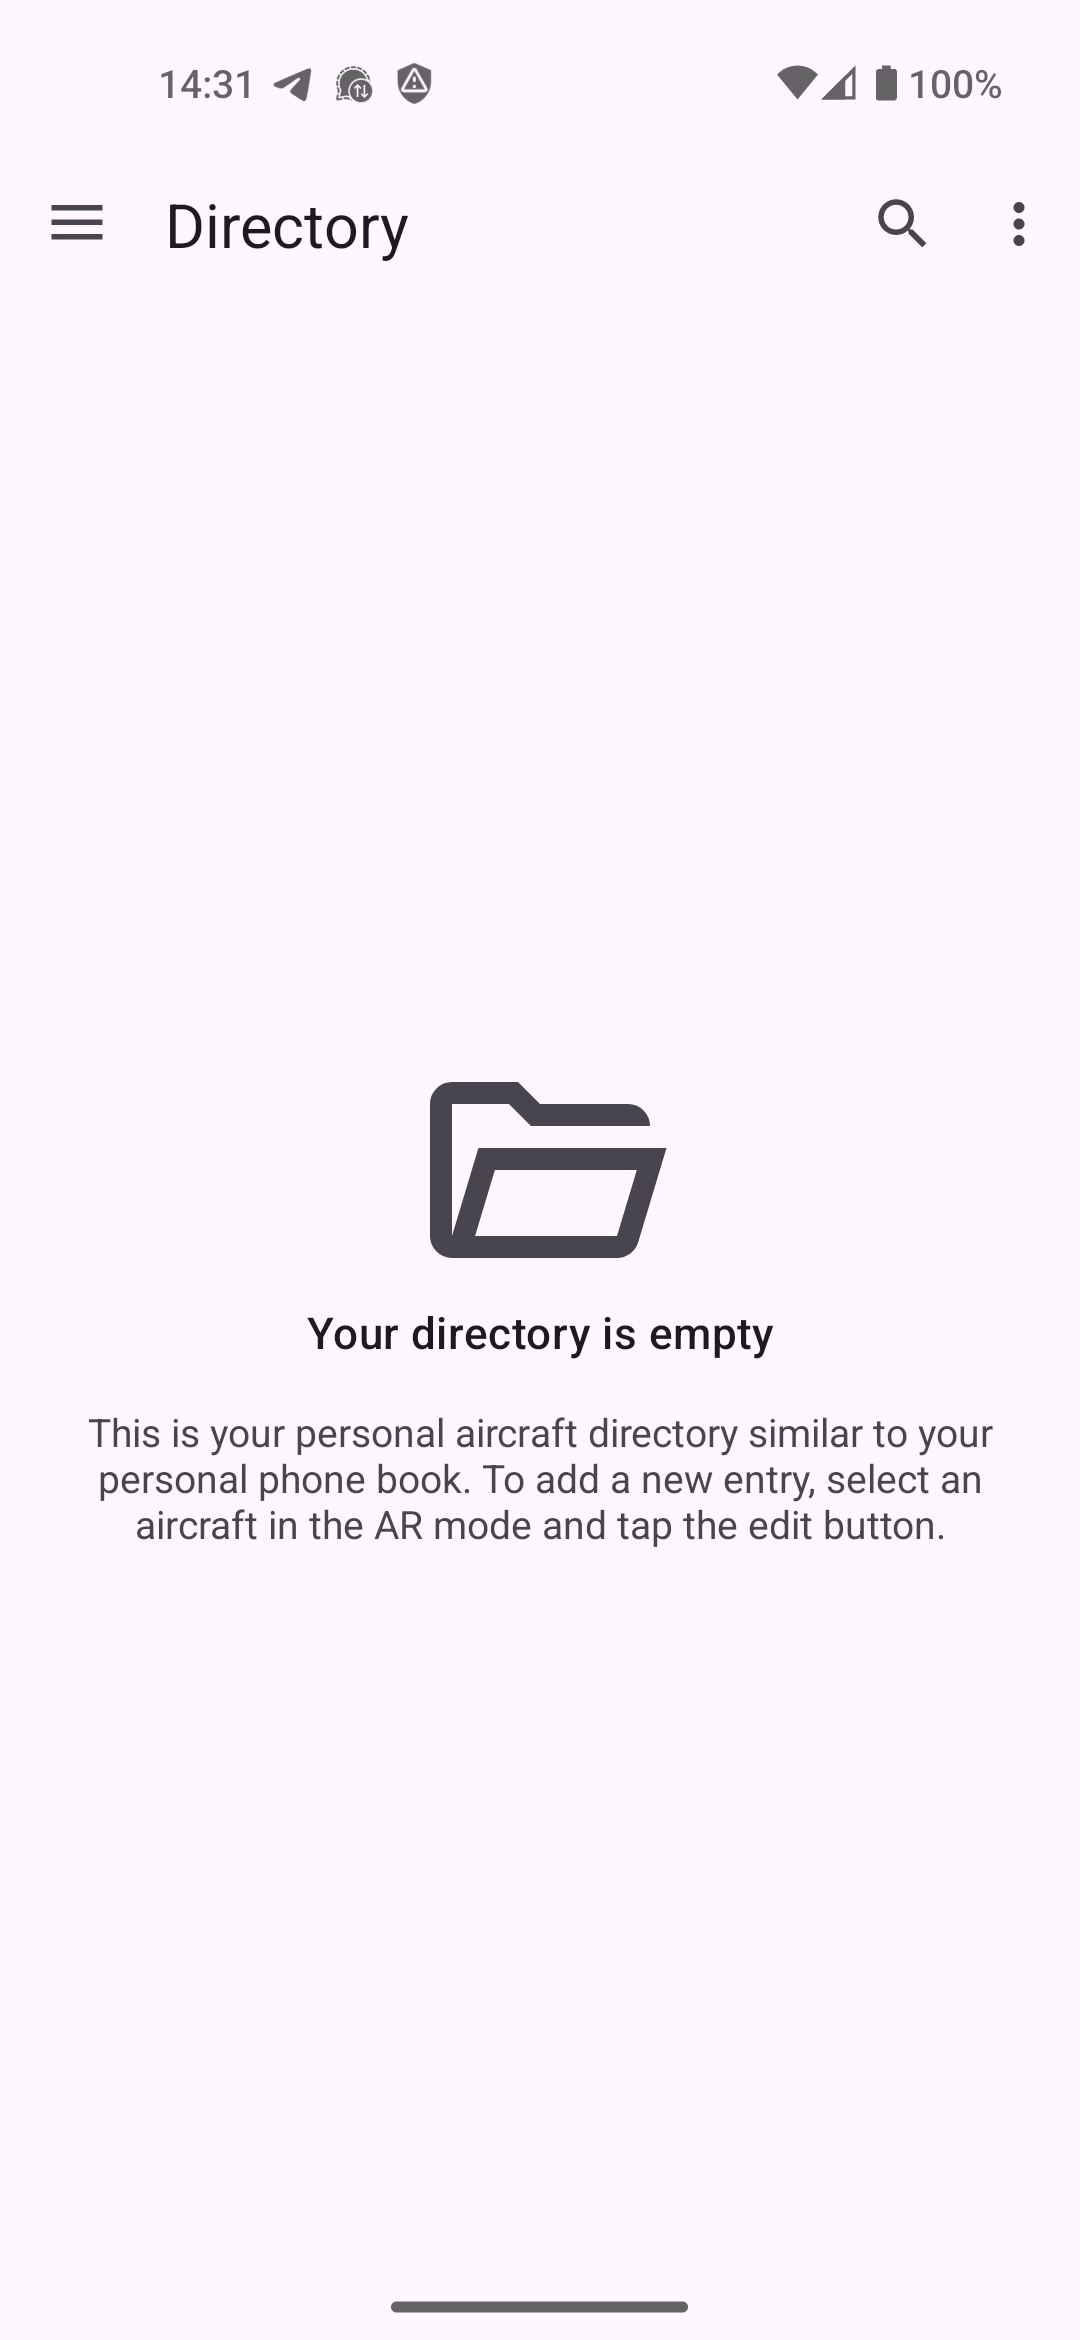 14:31
100%
Directory
Your directory is empty
This is your personal aircraft directory similar to your
personal phone book. To add a new entry, select an
aircraft in the AR mode and tap the edit button.